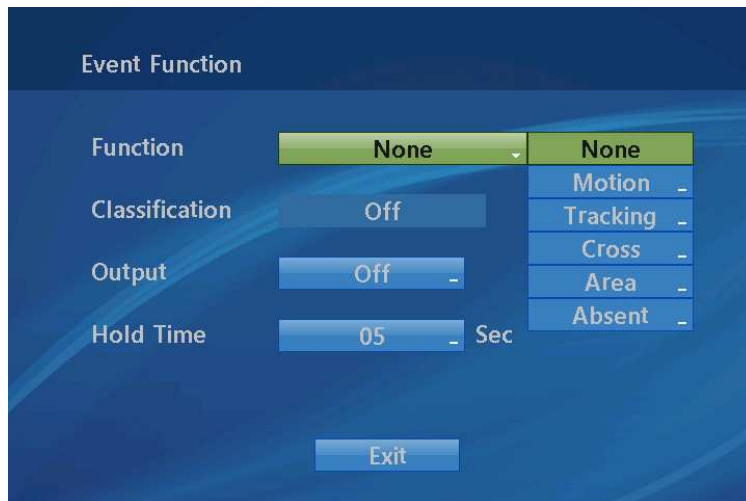 Event Function
Function None None
Motion
Classification Off Tracking
Cross
Output Off Area
Absent
Hold Time 05 Sec
Exit